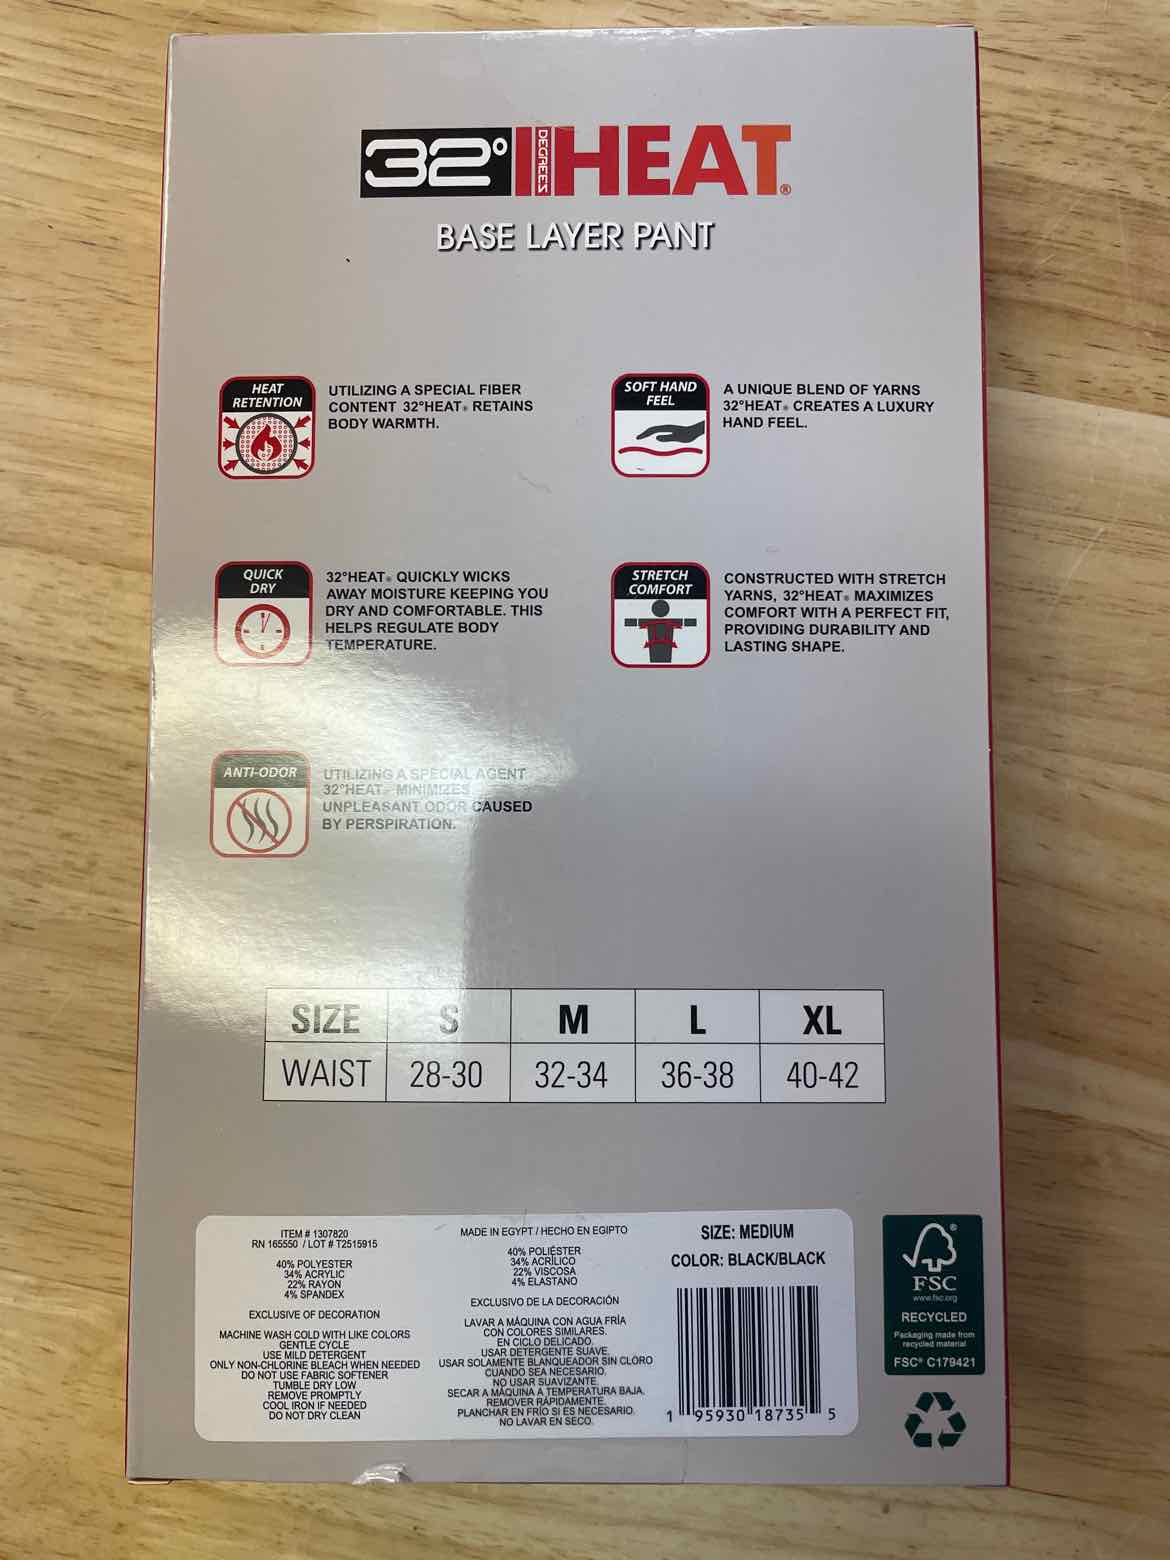 32° DEGREES HEAT®
BASE LAYER PANT
HEAT
RETENTION
UTILIZING A SPECIAL FIBER
CONTENT 32°HEAT® RETAINS
BODY WARMTH.
SOFT HAND
FEEL
A UNIQUE BLEND OF YARNS
32°HEAT® CREATES A LUXURY
HAND FEEL.
QUICK
DRY
32°HEAT® QUICKLY WICKS
AWAY MOISTURE KEEPING YOU
DRY AND COMFORTABLE. THIS
HELPS REGULATE BODY
TEMPERATURE.
STRETCH
COMFORT
CONSTRUCTED WITH STRETCH
YARNS, 32°HEAT® MAXIMIZES
COMFORT WITH A PERFECT FIT,
PROVIDING DURABILITY AND
LASTING SHAPE.
ANTI-ODOR
UTILIZING A SPECIAL AGENT
32°HEAT® MINIMIZES
UNPLEASANT ODOR CAUSED
BY PERSPIRATION.
SIZE S M L XL
WAIST 28-30 32-34 36-38 40-42
ITEM # 1307820
RN 165550 / LOT # T2515915
40% POLYESTER
34% ACRYLIC
22% RAYON
4% SPANDEX
EXCLUSIVE OF DECORATION
MACHINE WASH COLD WITH LIKE COLORS
GENTLE CYCLE
USE MILD DETERGENT
ONLY NON-CHLORINE BLEACH WHEN NEEDED
DO NOT USE FABRIC SOFTENER
TUMBLE DRY LOW
REMOVE PROMPTLY
COOL IRON IF NEEDED
DO NOT DRY CLEAN
MADE IN EGYPT / HECHO EN EGIPTO
40% POLIÉSTER
34% ACRÍLICO
22% VISCOSA
4% ELASTANO
EXCLUSIVO DE LA DECORACIÓN
LAVAR A MÁQUINA CON AGUA FRÍA
CON COLORES SIMILARES.
EN CICLO DELICADO.
USAR DETERGENTE SUAVE.
USAR SOLAMENTE BLANQUEADOR SIN CLORO
CUANDO SEA NECESARIO.
NO USAR SUAVIZANTE.
SECAR A MÁQUINA A TEMPERATURA BAJA.
REMOVER RÁPIDAMENTE.
PLANCHAR EN FRÍO SI ES NECESARIO.
NO LAVAR EN SECO.
SIZE: MEDIUM
COLOR: BLACK/BLACK
1 95930 18735 5
FSC
www.fsc.org
RECYCLED
Packaging made from
recycled material
FSC® C179421